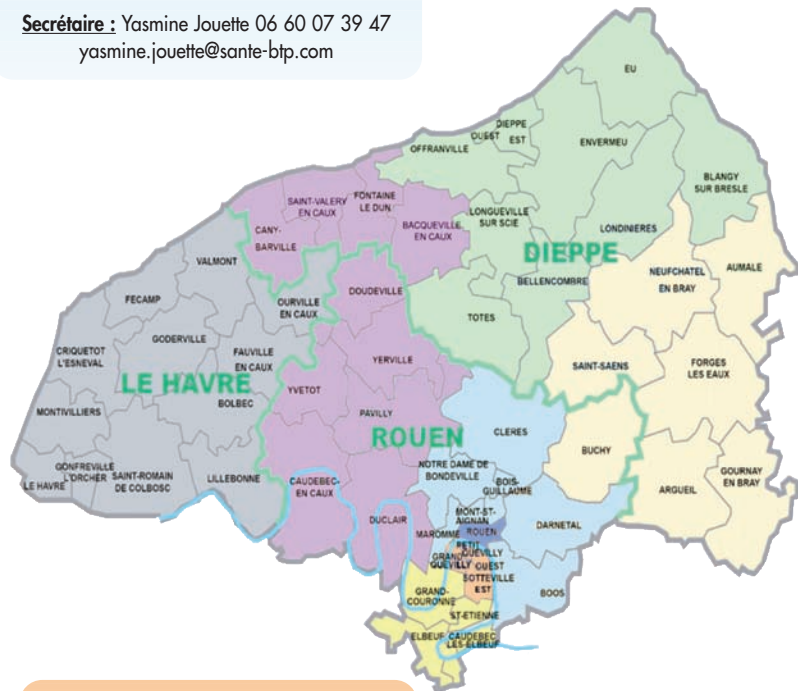 Secrétaire : Yasmine Jouette 06 60 07 39 47
yasmine.jouette@sante-btp.com
EU
DIEPPE
OUEST EST
OFFRANVILLE
ENVERMEU
BLANGY
SUR BRESLE
SAINT-VALERY
EN CAUX
FONTAINE
LE DUN
LONGUEVILLE
SUR SCIE
BACQUEVILLE
EN CAUX
CANY-
BARVILLE
LONDINIERES
DIEPPE
VALMONT
NEUFCHATEL
EN BRAY
AUMALE
BELLENCOMBRE
DOUDEVILLE
FECAMP
OURVILLE
EN CAUX
TOTES
GODERVILLE
CRIQUETOT
L'ESNEVAL
FAUVILLE
EN CAUX
YERVILLE
SAINT-SAENS
FORGES
LES EAUX
LE HAVRE
YVETOT
BOLBEC
MONTIVILLIERS
PAVILLY
ROUEN
CLERES
BUCHY
NOTRE DAME DE
BONDEVILLE
GONFREVILLE
L'ORCHER
SAINT-ROMAIN
DE COLBOSC
LILLEBONNE
LE HAVRE
CAUDEBEC-
EN CAUX
BOIS-
GUILLAUME
ARGUEIL
GOURNAY
EN BRAY
MONT-ST-
AIGNAN
DUCLAIR
DARNETAL
MAROMME
ROUEN
PETIT
QUEVILLY
GRAND
QUEVILLY
OUEST
SOTTEVILLE
EST
GRAND-
COURONNE
BOOS
ST-ETIENNE
ELBEUF
CAUDEBEC
LES-ELBEUF